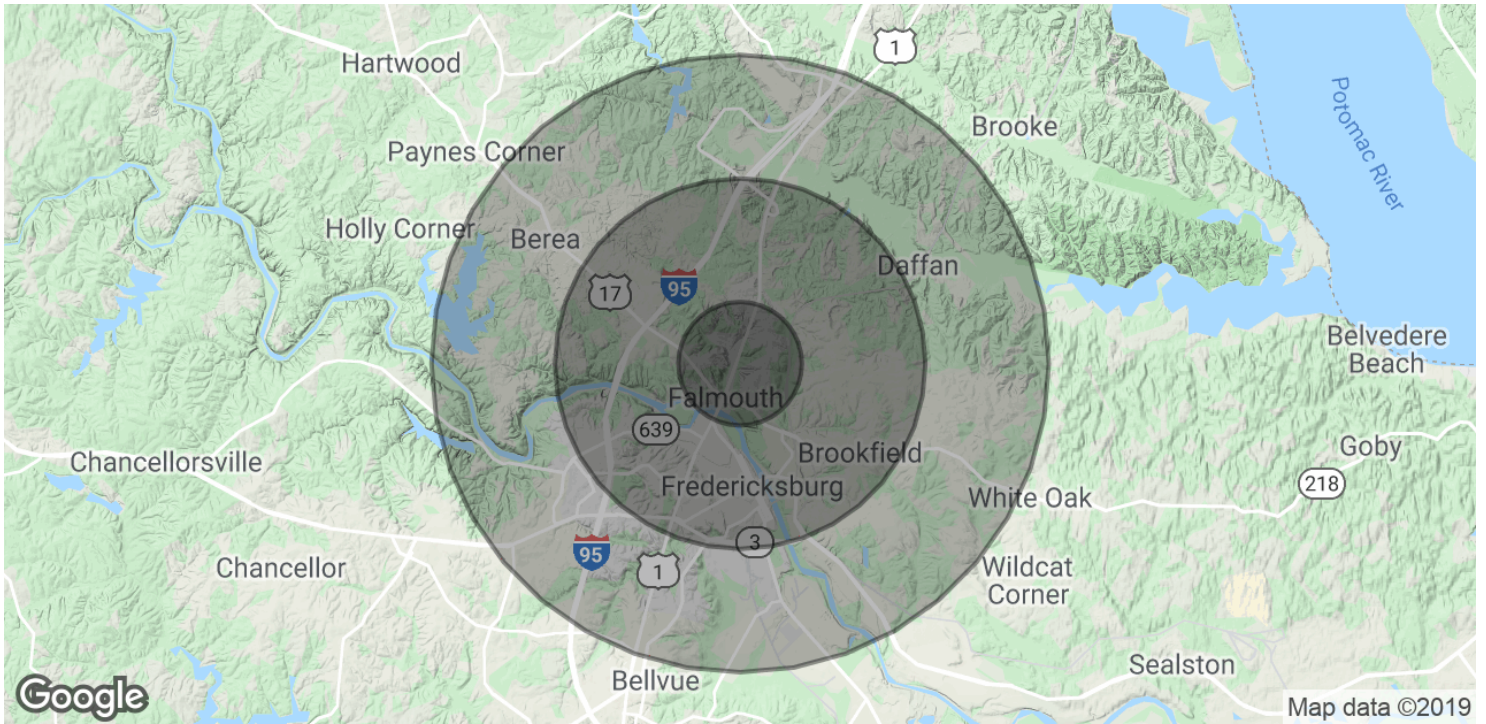 1
Hartwood
Brooke
Potomac River
Paynes Corner
Holly Corner
Berea
Daffan
17
95
Belvedere
Beach
Falmouth
639
Brookfield
Goby
Chancellorsville
Fredericksburg
218
White Oak
3
95
1
Chancellor
Wildcat
Corner
Sealston
Bellvue
Google
Map data ©2019